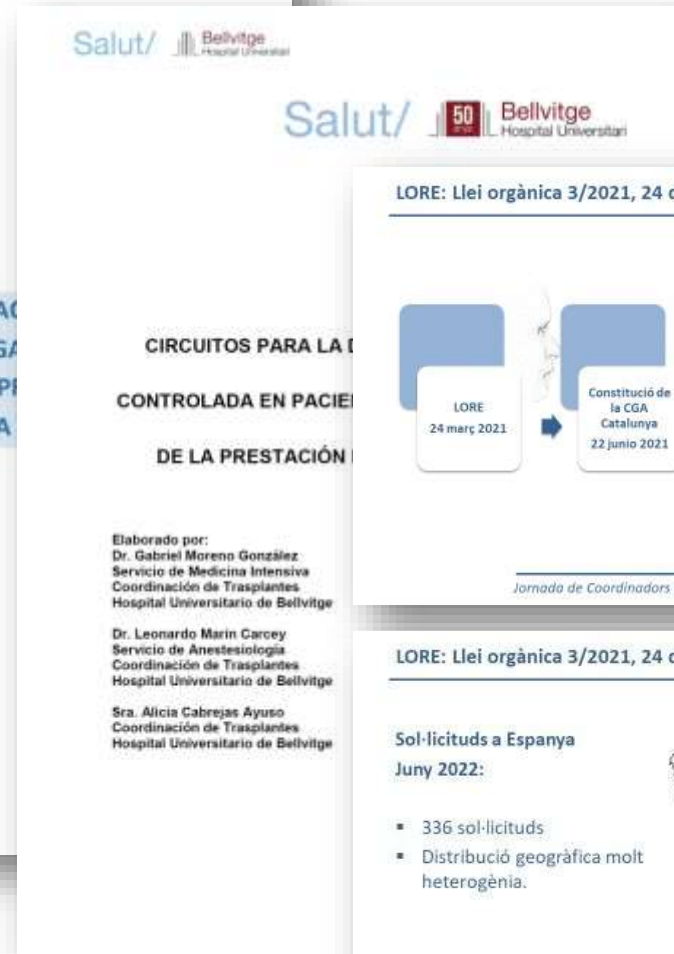 Salut/ Bellvitge
Hospital Universitari
Salut/ 50 Bellvitge
Hospital Universitari
CIRCUITOS PARA LA
CONTROLADA EN
DE LA PRESTACIÓN
Elaborado por:
Dr. Gabriel Moreno González
Servicio de Medicina Intensiva
Coordinación de Trasplantes
Hospital Universitario de Bellvitge
Dr. Leonardo Marin Carcey
Servicio de Anestesiología
Coordinación de Trasplantes
Hospital Universitario de Bellvitge
Sra. Alicia Cabrejas Ayuso
Coordinación de Trasplantes
Hospital Universitario de Bellvitge
LORE: Llei orgànica 3/2021, 24
LORE
24 març 2021
Constitució de
la CGA
Catalunya
22 junio 2021
Jornada de Coordinadors
LORE: Llei orgànica 3/2021, 24
Sol·licituds a Espanya
Juny 2022:
▪ 336 sol·licituds
▪ Distribució geogràfica molt
heterogènia.